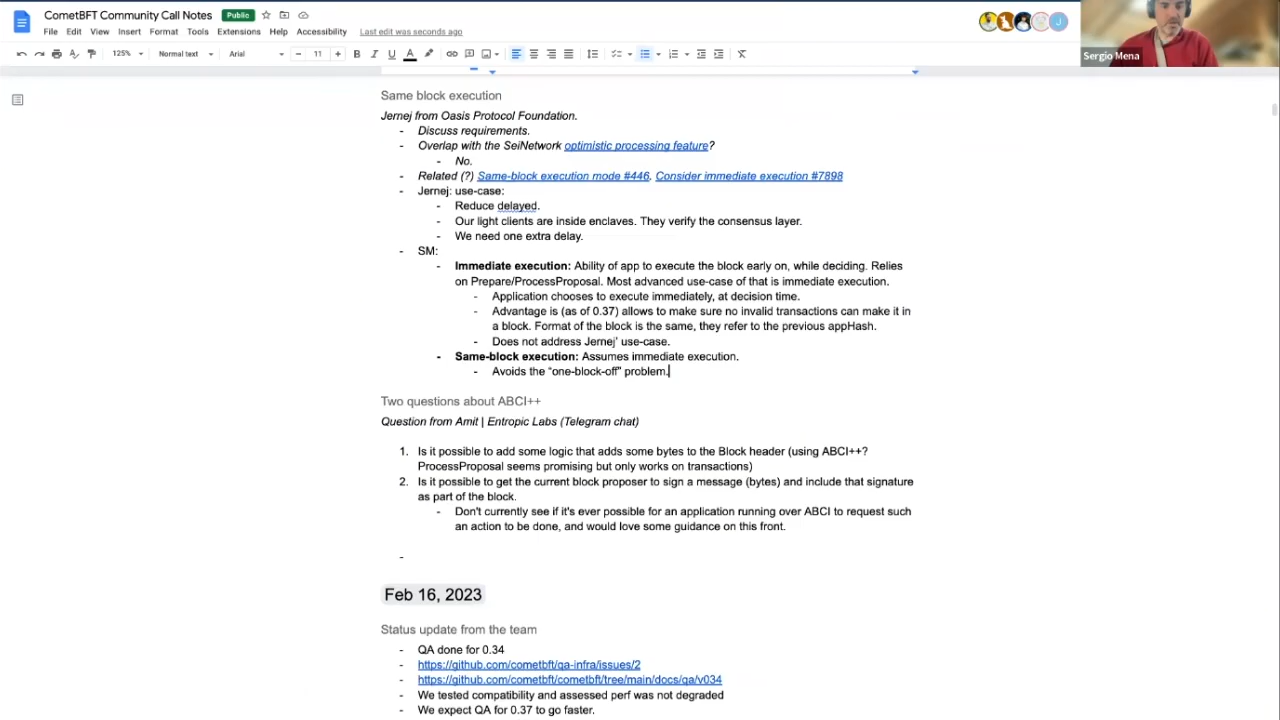 CometBFT Community Call Notes
Public
File Edit View Insert Format Tools Extensions Help Accessibility Last edit was seconds ago
125% Normal text Arial 11
Sergio Mena
Same block execution
Jernej from Oasis Protocol Foundation.
- Discuss requirements.
- Overlap with the SeiNetwork optimistic processing feature?
- No.
- Related (?) Same-block execution mode #446, Consider immediate execution #7898
- Jernej: use-case:
- Reduce delayed.
- Our light clients are inside enclaves. They verify the consensus layer.
- We need one extra delay.
- SM:
- Immediate execution: Ability of app to execute the block early on, while deciding. Relies
on Prepare/ProcessProposal. Most advanced use-case of that is immediate execution.
- Application chooses to execute immediately, at decision time.
- Advantage is (as of 0.37) allows to make sure no invalid transactions can make it in
a block. Format of the block is the same, they refer to the previous appHash.
- Does not address Jernej' use-case.
- Same-block execution: Assumes immediate execution.
- Avoids the “one-block-off” problem.
Two questions about ABCI++
Question from Amit | Entropic Labs (Telegram chat)
1. Is it possible to add some logic that adds some bytes to the Block header (using ABCI++?
ProcessProposal seems promising but only works on transactions)
2. Is it possible to get the current block proposer to sign a message (bytes) and include that signature
as part of the block.
- Don't currently see if it's ever possible for an application running over ABCI to request such
an action to be done, and would love some guidance on this front.
-
Feb 16, 2023
Status update from the team
- QA done for 0.34
- https://github.com/cometbft/qa-infra/issues/2
- https://github.com/cometbft/cometbft/tree/main/docs/qa/v034
- We tested compatibility and assessed perf was not degraded
- We expect QA for 0.37 to go faster.